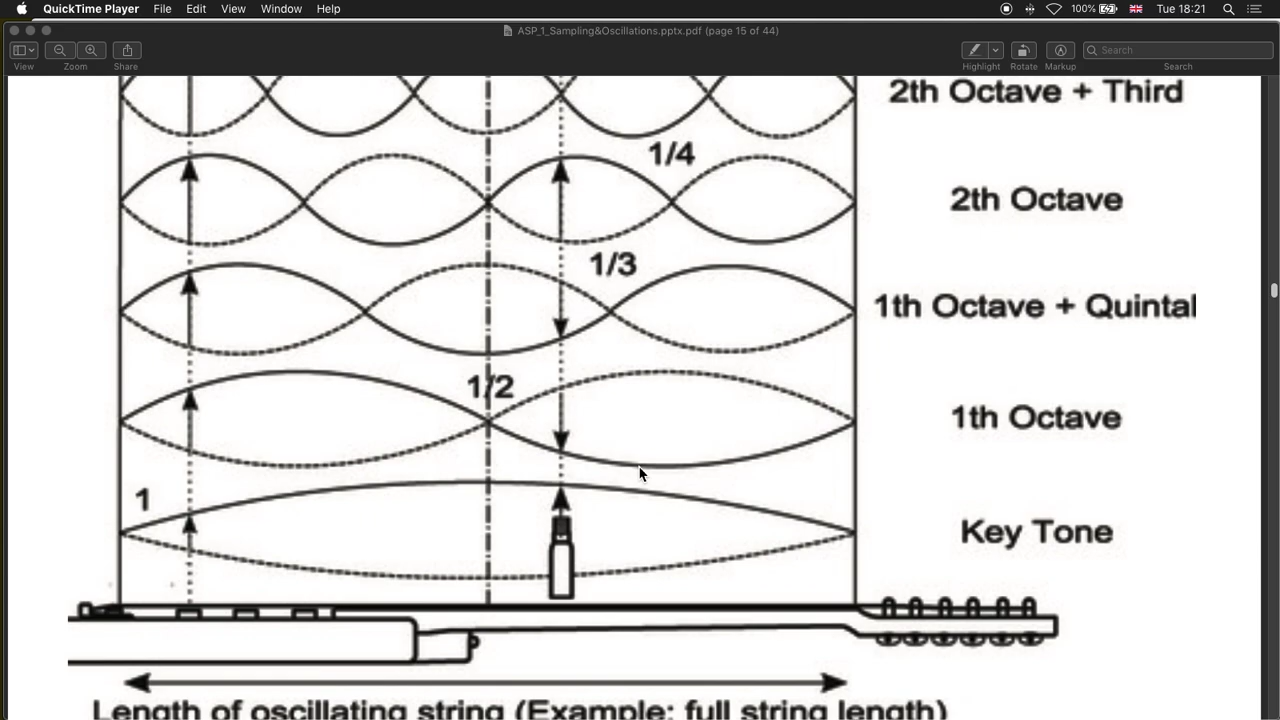 QuickTime Player File Edit View Window Help 100% Tue 18:21
ASP_1_Sampling&Oscillations.pptx.pdf (page 15 of 44)
Search
View Zoom Share Highlight Rotate Markup Search
2th Octave + Third
1/4
2th Octave
1/3
1th Octave + Quintal
1/2
1th Octave
1
Key Tone
Length of oscillating string (Example: full string length)